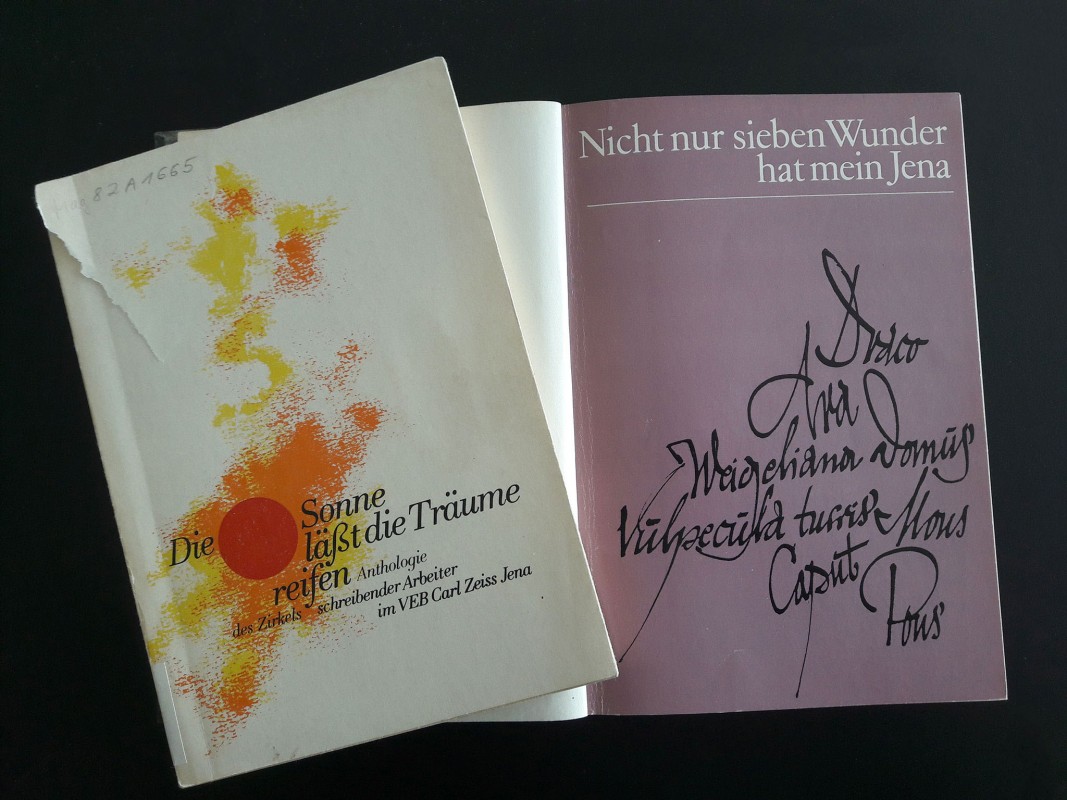 82 A 1665
Die Sonne
läßt die Träume
reifen Anthologie
des Zirkels schreibender Arbeiter
im VEB Carl Zeiss Jena
Nicht nur sieben Wunder
hat mein Jena
Draco
Ara
Weigeliana Domus
Vulpecula turris Mons
Caput
Pons